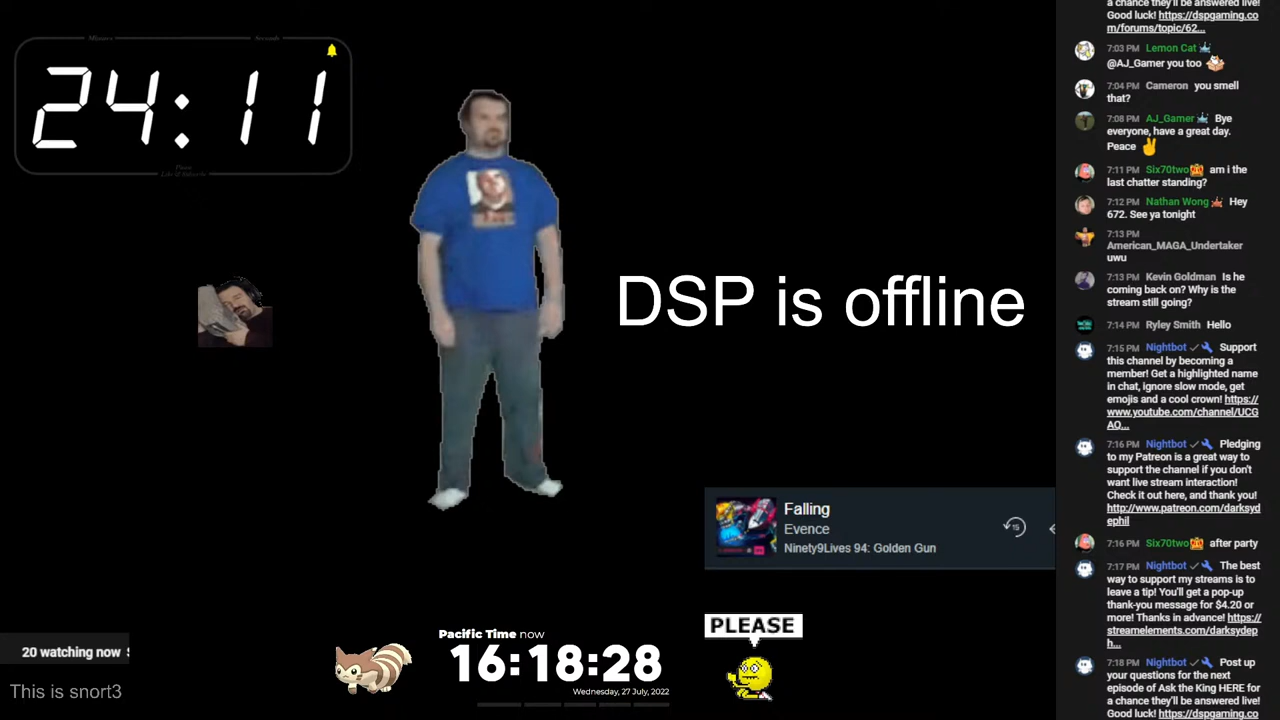 Minutes
Seconds
24:11
DSP is offline
Falling
Evence
Ninety9Lives 94: Golden Gun
15
PLEASE
Pacific Time now
16:18:28
Wednesday, 27 July, 2022
20 watching now
This is snort3
a chance they'll be answered live!
Good luck! https://dspgaming.co
m/forums/topic/62...
7:03 PM Lemon Cat
@AJ_Gamer you too
7:04 PM Cameron you smell
that?
7:08 PM AJ_Gamer Bye
everyone, have a great day.
Peace
7:11 PM Six70two am i the
last chatter standing?
7:12 PM Nathan Wong Hey
672. See ya tonight
7:13 PM
American_MAGA_Undertaker
uwu
7:13 PM Kevin Goldman Is he
coming back on? Why is the
stream still going?
7:14 PM Ryley Smith Hello
7:15 PM Nightbot Support
this channel by becoming a
member! Get a highlighted name
in chat, ignore slow mode, get
emojis and a cool crown! https://
www.youtube.com/channel/UCG
AO...
7:16 PM Nightbot Pledging
to my Patreon is a great way to
support the channel if you don't
want live stream interaction!
Check it out here, and thank you!
http://www.patreon.com/darksyd
ephil
7:16 PM Six70two after party
7:17 PM Nightbot The best
way to support my streams is to
leave a tip! You'll get a pop-up
thank-you message for $4.20 or
more! Thanks in advance! https://
streamelements.com/darksydep
h...
7:18 PM Nightbot Post up
your questions for the next
episode of Ask the King HERE for
a chance they'll be answered live!
Good luck! https://dspgaming.co